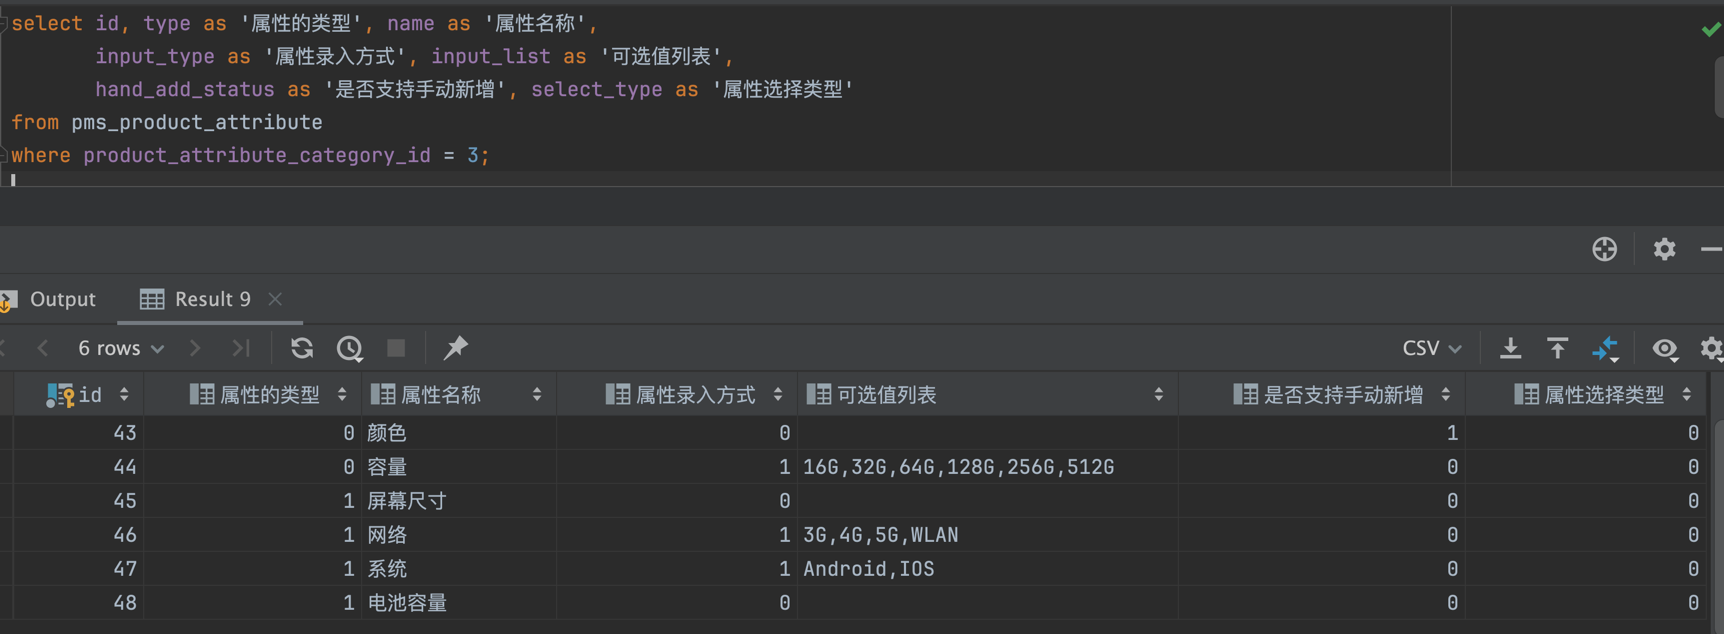 select id, type as '属性的类型', name as '属性名称',
input_type as '属性录入方式', input_list as '可选值列表',
hand_add_status as '是否支持手动新增', select_type as '属性选择类型'
from pms_product_attribute
where product_attribute_category_id = 3;
Output Result 9
6 rows CSV
id 属性的类型 属性名称 属性录入方式 可选值列表 是否支持手动新增 属性选择类型
43 0 颜色 0 1 0
44 0 容量 1 16G,32G,64G,128G,256G,512G 0 0
45 1 屏幕尺寸 0 0 0
46 1 网络 1 3G,4G,5G,WLAN 0 0
47 1 系统 1 Android,IOS 0 0
48 1 电池容量 0 0 0